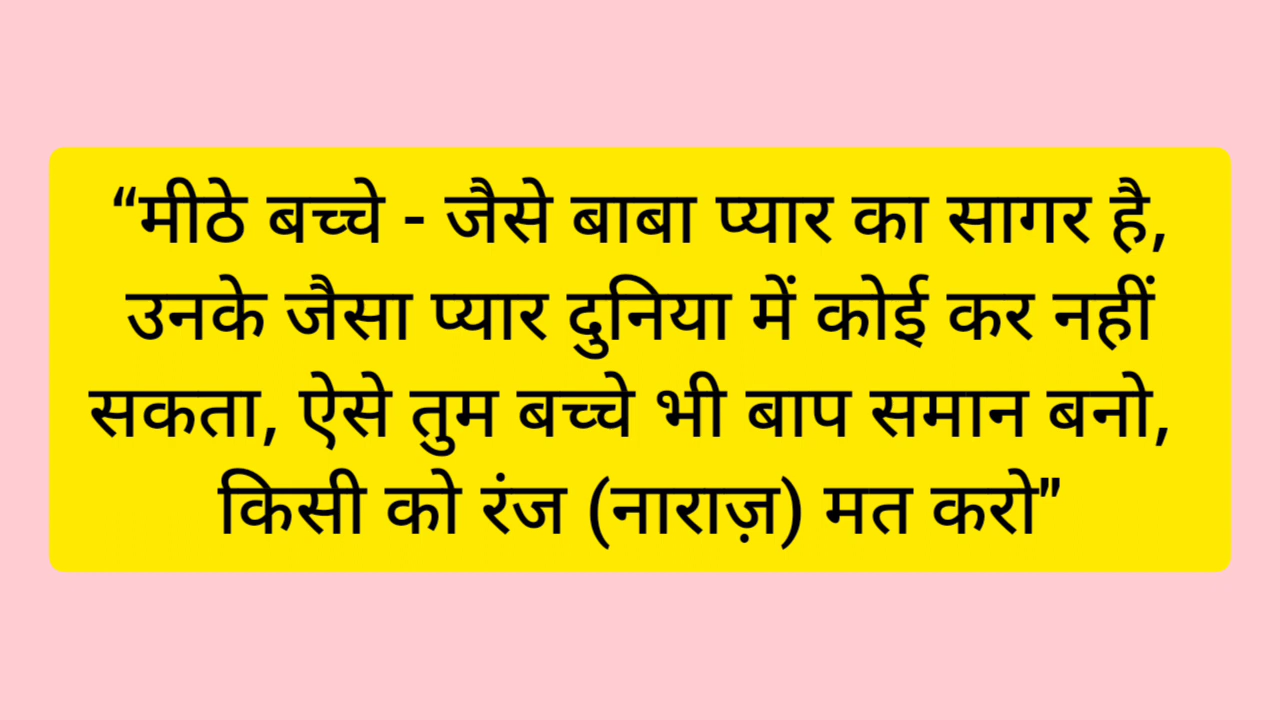 “मीठे बच्चे - जैसे बाबा प्यार का सागर है,
उनके जैसा प्यार दुनिया में कोई कर नहीं
सकता, ऐसे तुम बच्चे भी बाप समान बनो,
किसी को रंज (नाराज़) मत करो"